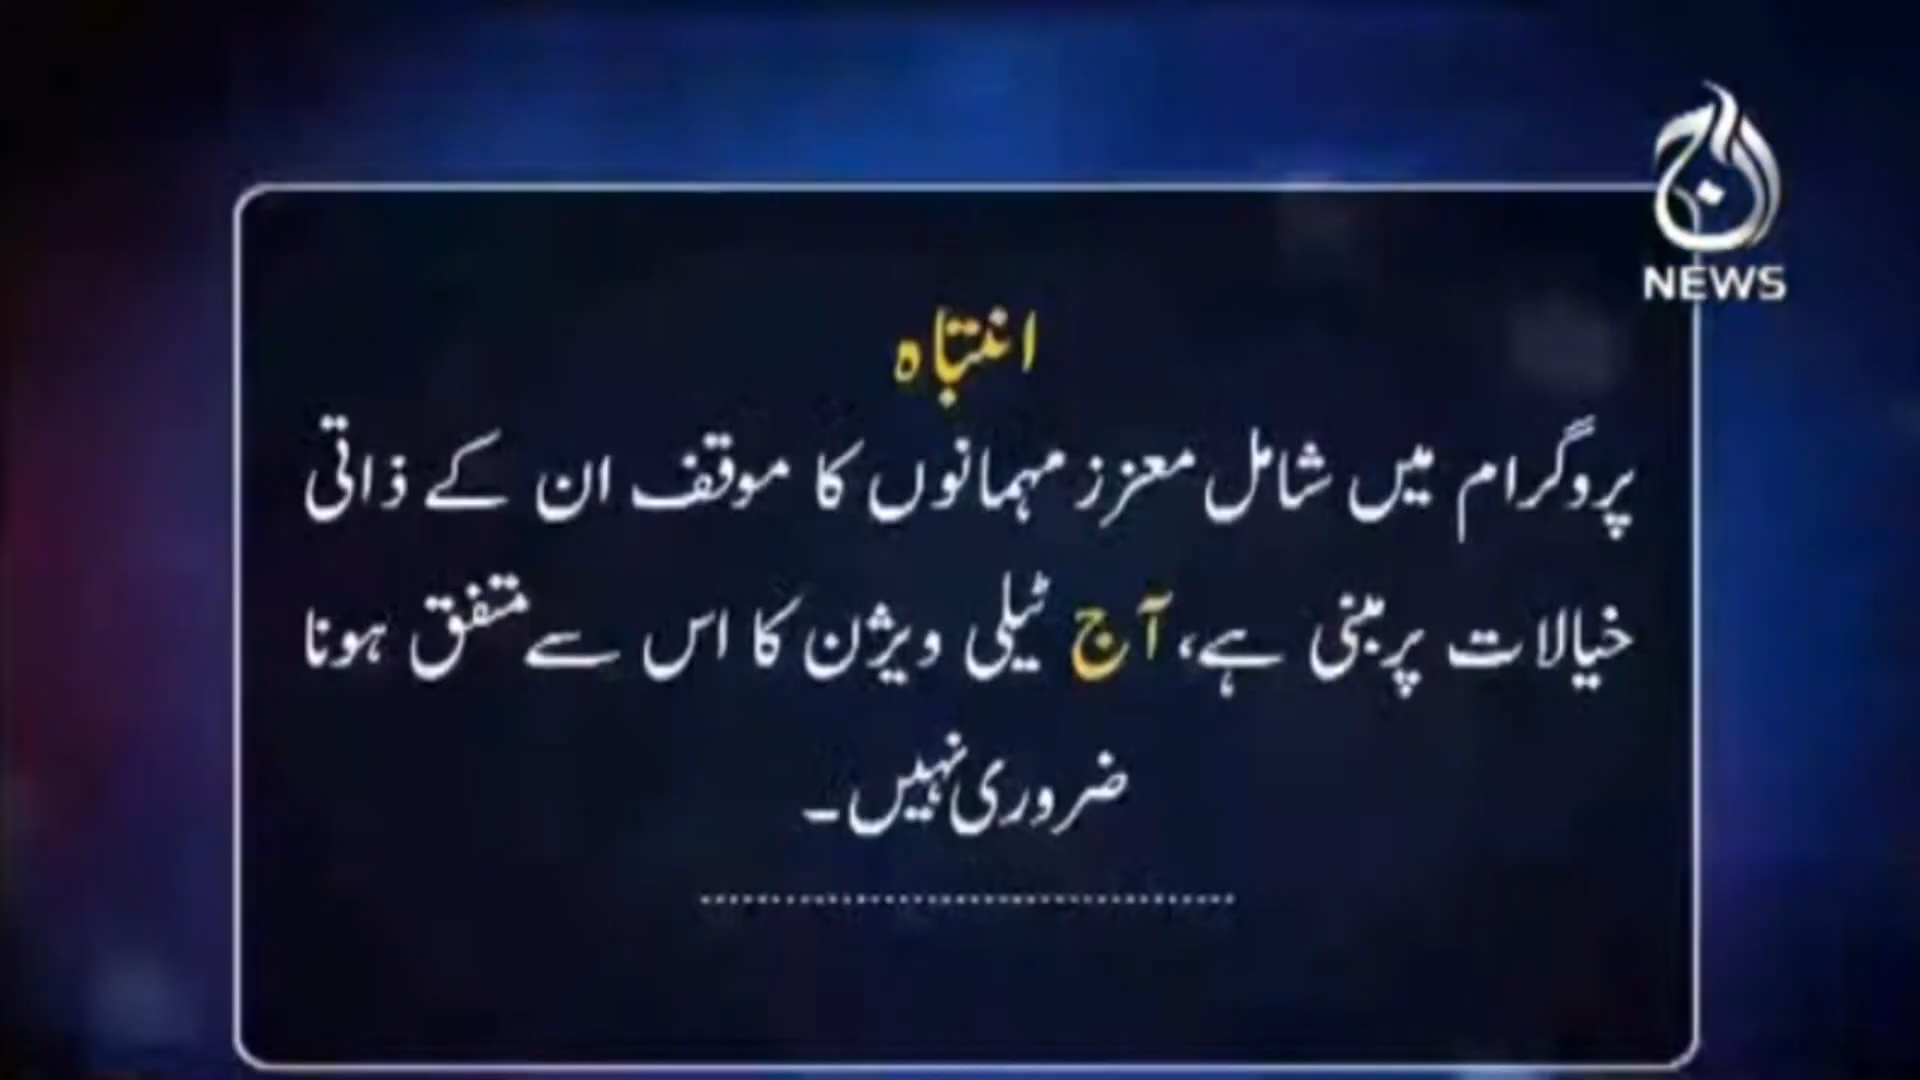 آج
NEWS
انتباہ
پروگرام میں شامل معزز مہمانوں کا موقف ان کے ذاتی
خیالات پر مبنی ہے، آج ٹیلی ویژن کا اس سے متفق ہونا
ضروری نہیں۔